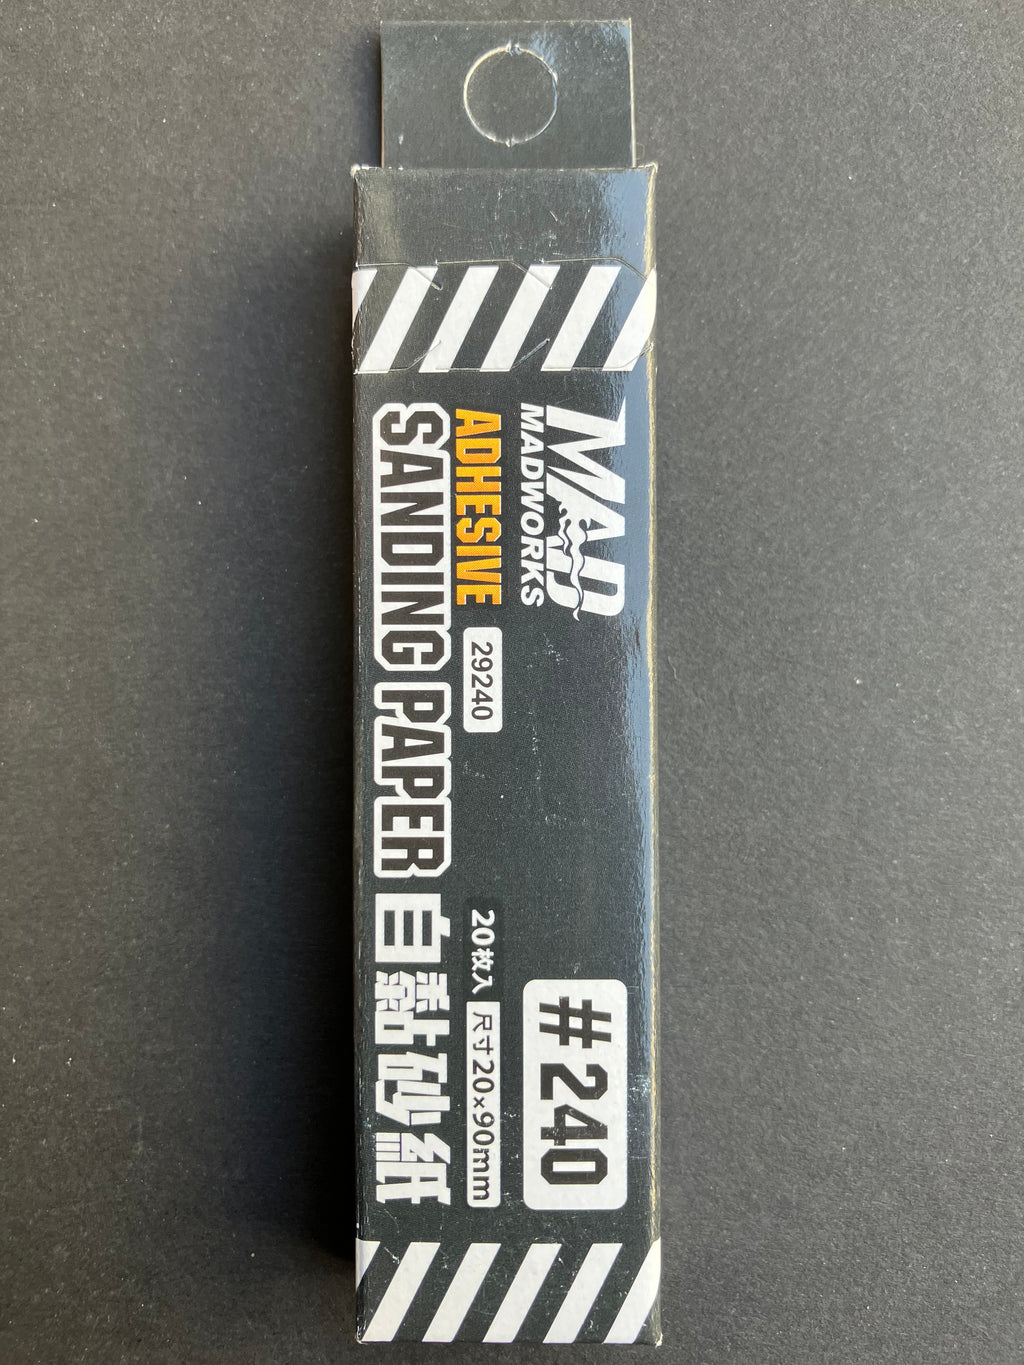 MAD
MADWORKS
#240
ADHESIVE
29240
20枚入
尺寸20×90mm
SANDING PAPER 自黏砂紙